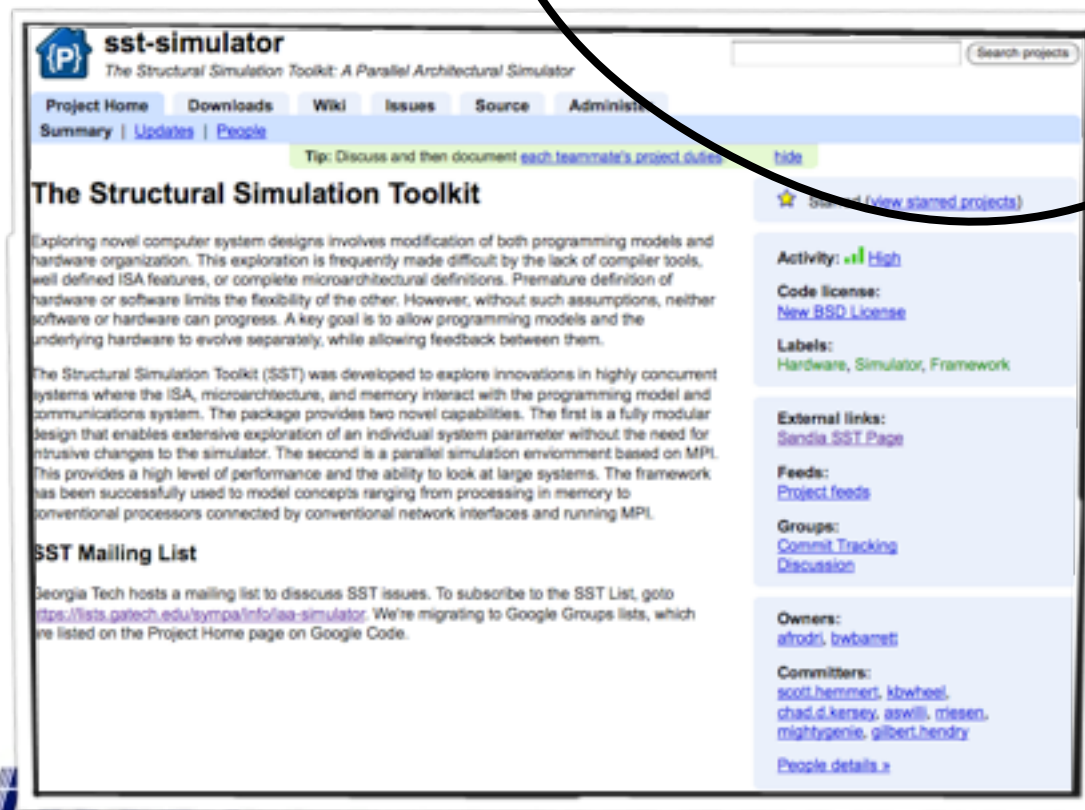 {P}
sst-simulator
The Structural Simulation Toolkit: A Parallel Architectural Simulator
Search projects
Project Home Downloads Wiki Issues Source Administer
Summary | Updates | People
Tip: Discuss and then document each teammate's project duties hide
The Structural Simulation Toolkit
Exploring novel computer system designs involves modification of both programming models and
hardware organization. This exploration is frequently made difficult by the lack of compiler tools,
well defined ISA features, or complete microarchitectural definitions. Premature definition of
hardware or software limits the flexibility of the other. However, without such assumptions, neither
software or hardware can progress. A key goal is to allow programming models and the
underlying hardware to evolve separately, while allowing feedback between them.
The Structural Simulation Toolkit (SST) was developed to explore innovations in highly concurrent
systems where the ISA, microarchtecture, and memory interact with the programming model and
communications system. The package provides two novel capabilities. The first is a fully modular
design that enables extensive exploration of an individual system parameter without the need for
intrusive changes to the simulator. The second is a parallel simulation enviornment based on MPI.
This provides a high level of performance and the ability to look at large systems. The framework
has been successfully used to model concepts ranging from processing in memory to
conventional processors connected by conventional network interfaces and running MPI.
SST Mailing List
Georgia Tech hosts a mailing list to disscuss SST issues. To subscribe to the SST List, goto
https://lists.gatech.edu/sympa/info/iaa-simulator. We're migrating to Google Groups lists, which
are listed on the Project Home page on Google Code.
Starred (view starred projects)
Activity: High
Code license:
New BSD License
Labels:
Hardware, Simulator, Framework
External links:
Sandia SST Page
Feeds:
Project feeds
Groups:
Commit Tracking
Discussion
Owners:
afrodri, bwbarrett
Committers:
scott.hemmert, kbwheel,
chad.d.kersey, aswilli, rriesen,
mightygenie, gilbert.hendry
People details »